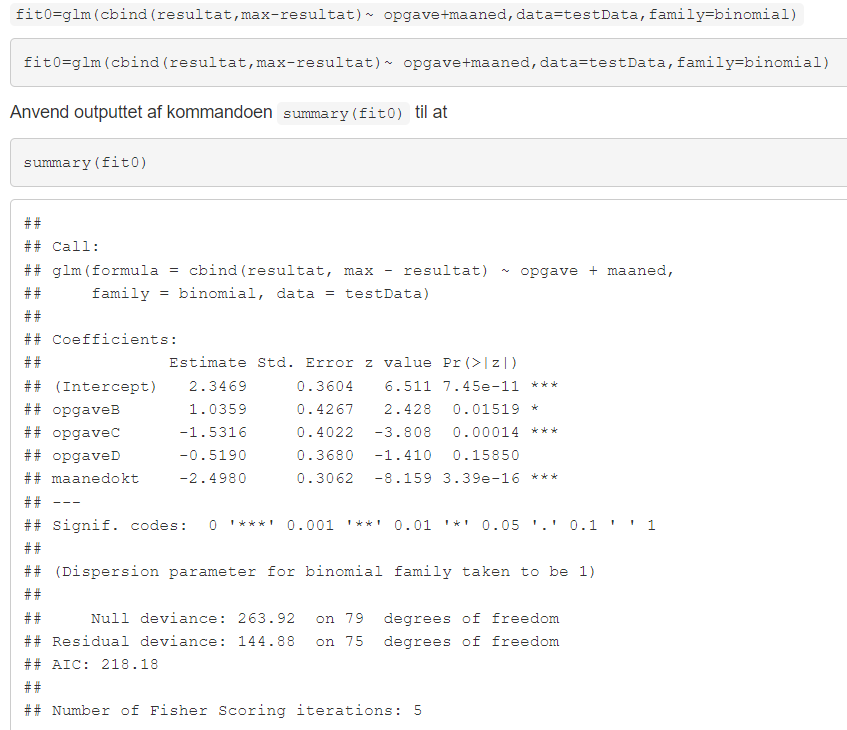 fit0=glm(cbind(resultat,max-resultat)~ opgave+maaned,data=testData,family=binomial)
fit0=glm(cbind(resultat,max-resultat)~ opgave+maaned,data=testData,family=binomial)
Anvend outputtet af kommandoen summary(fit0) til at
summary(fit0)
##
## Call:
## glm(formula = cbind(resultat, max - resultat) ~ opgave + maaned,
##     family = binomial, data = testData)
##
## Coefficients:
##             Estimate Std. Error z value Pr(>|z|)
## (Intercept)   2.3469     0.3604   6.511 7.45e-11 ***
## opgaveB       1.0359     0.4267   2.428  0.01519 *
## opgaveC      -1.5316     0.4022  -3.808  0.00014 ***
## opgaveD      -0.5190     0.3680  -1.410  0.15850
## maanedokt    -2.4980     0.3062  -8.159 3.39e-16 ***
## ---
## Signif. codes:  0 '***' 0.001 '**' 0.01 '*' 0.05 '.' 0.1 ' ' 1
##
## (Dispersion parameter for binomial family taken to be 1)
##
##     Null deviance: 263.92  on 79  degrees of freedom
## Residual deviance: 144.88  on 75  degrees of freedom
## AIC: 218.18
##
## Number of Fisher Scoring iterations: 5